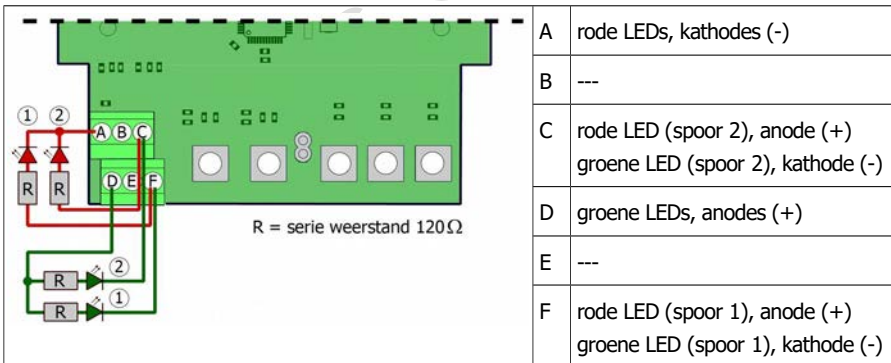 ① ②
A B C
D E F
R R
R = serie weerstand 120Ω
R ②
R ①
A rode LEDs, kathodes (-)
B ---
C rode LED (spoor 2), anode (+)
groene LED (spoor 2), kathode (-)
D groene LEDs, anodes (+)
E ---
F rode LED (spoor 1), anode (+)
groene LED (spoor 1), kathode (-)